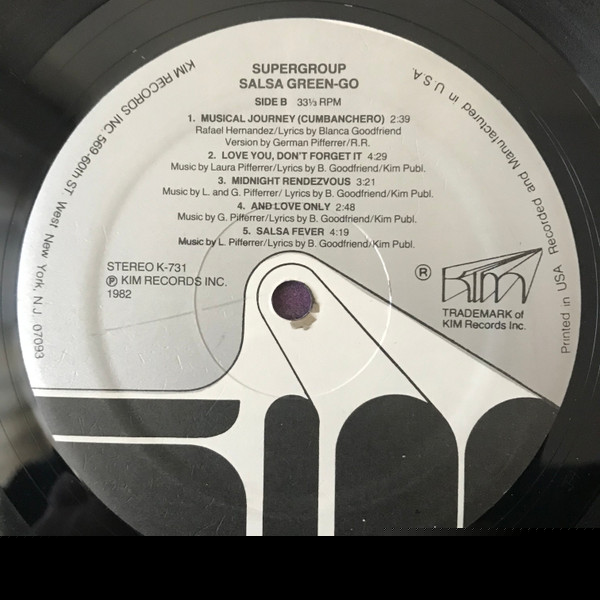 SUPERGROUP
SALSA GREEN-GO
SIDE B 33⅓ RPM
1. MUSICAL JOURNEY (CUMBANCHERO) 2:39
Rafael Hernandez/Lyrics by Blanca Goodfriend
Version by German Pifferrer/R.R.
2. LOVE YOU, DON'T FORGET IT 4:29
Music by Laura Pifferrer/Lyrics by B. Goodfriend/Kim Publ.
3. MIDNIGHT RENDEZVOUS 3:21
Music by L. and G. Pifferrer/ Lyrics by B. Goodfriend/Kim Publ.
4. AND LOVE ONLY 2:48
Music by G. Pifferrer/Lyrics by B. Goodfriend/Kim Publ.
5. SALSA FEVER 4:19
Music by L. Pifferrer/Lyrics by B. Goodfriend/Kim Publ.
STEREO K-731
℗ KIM RECORDS INC.
1982
® KIM
TRADEMARK of
KIM Records Inc.
KIM RECORDS INC. 569-60th ST. West New York, N.J. 07093
Printed in USA Recorded and Manufactured in U.S.A.